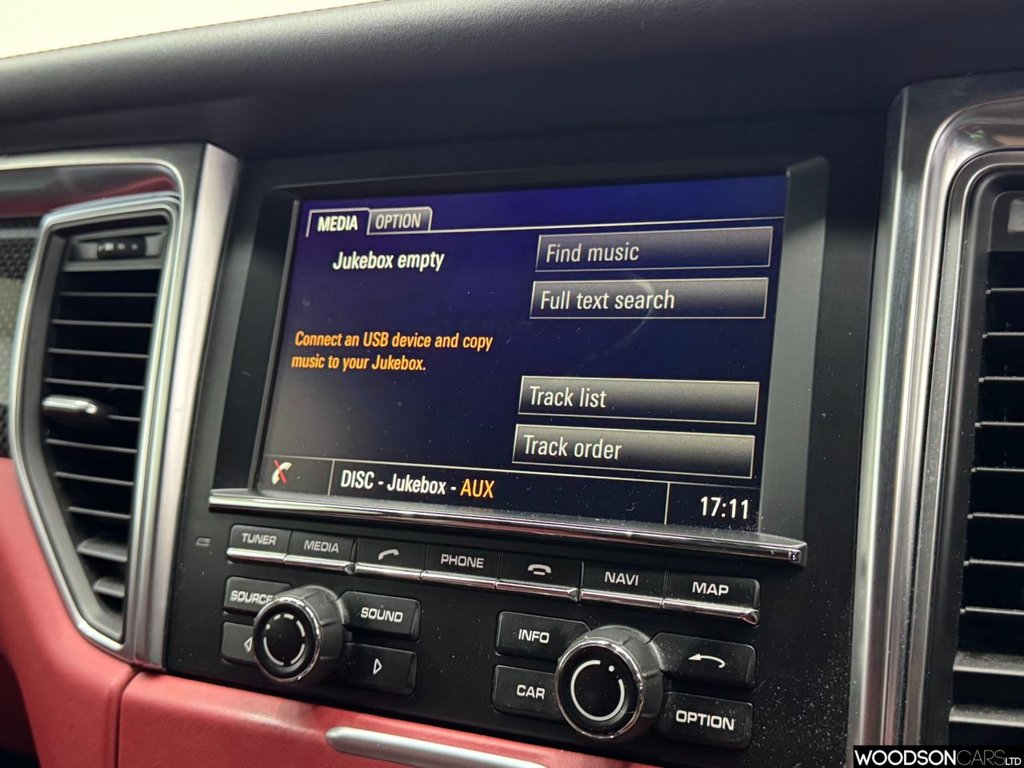 MEDIA OPTION
Jukebox empty
Find music
Full text search
Connect an USB device and copy
music to your Jukebox.
Track list
Track order
DISC - Jukebox - AUX
17:11
TUNER MEDIA PHONE NAVI MAP
SOURCE SOUND INFO
CAR OPTION
WOODSONCARSLTD